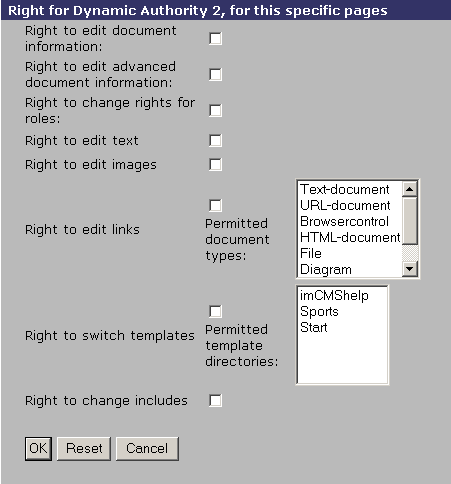 Right for Dynamic Authority 2, for this specific pages
Right to edit document
information:
Right to edit advanced
document information:
Right to change rights for
roles:
Right to edit text
Right to edit images
Right to edit links
Permitted
document
types:
Text-document
URL-document
Browsercontrol
HTML-document
File
Diagram
Right to switch templates
Permitted
template
directories:
imCMShelp
Sports
Start
Right to change includes
OK
Reset
Cancel